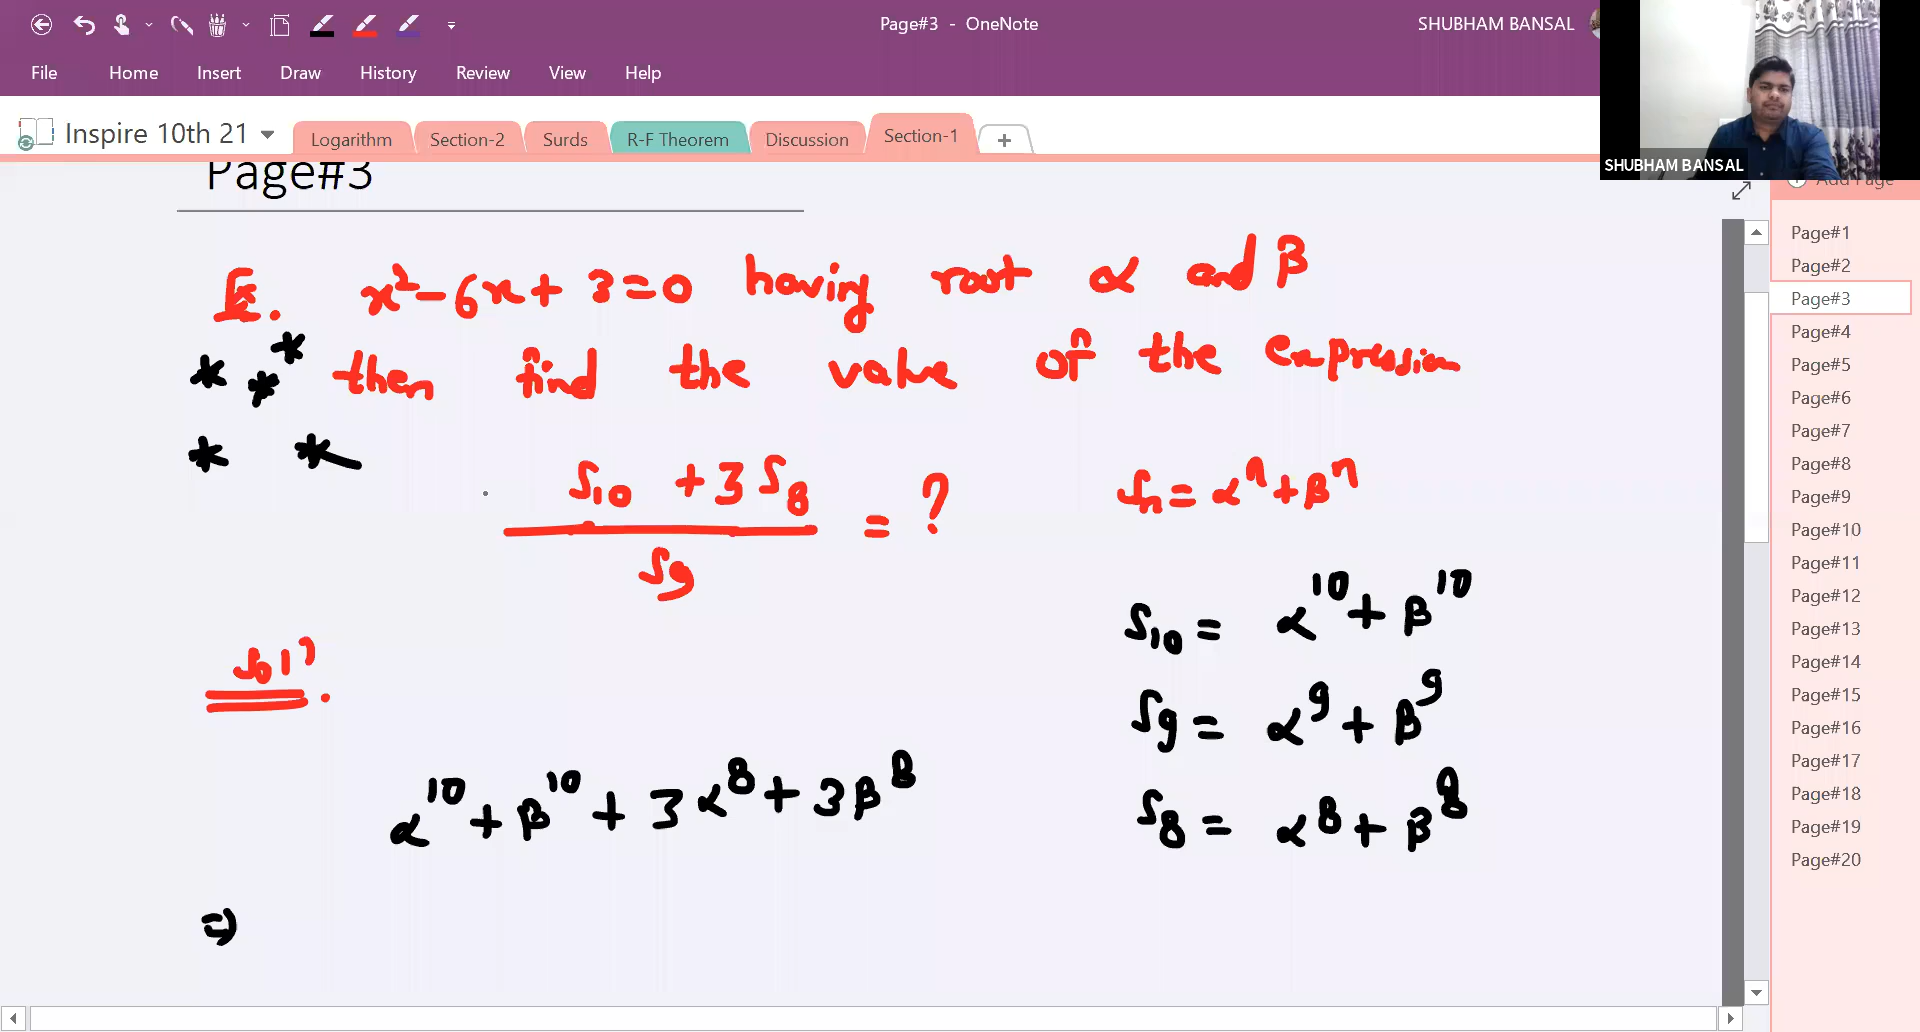 Page#3 - OneNote
SHUBHAM BANSAL
File Home Insert Draw History Review View Help
Inspire 10th 21 Logarithm Section-2 Surds R-F Theorem Discussion Section-1 +
SHUBHAM BANSAL
Page#3
Add Page
Page#1
Page#2
Page#3
Page#4
Page#5
Page#6
Page#7
Page#8
Page#9
Page#10
Page#11
Page#12
Page#13
Page#14
Page#15
Page#16
Page#17
Page#18
Page#19
Page#20
Ex. x²-6x+3=0 having root α and β
then find the value of the expression
S₁₀ + 3S₈
= ?
S₉
Sₙ = αⁿ+βⁿ
S₁₀ = α¹⁰+β¹⁰
S₉ = α⁹+β⁹
S₈ = α⁸+β⁸
Solⁿ.
α¹⁰+β¹⁰+3α⁸+3β⁸
⇒